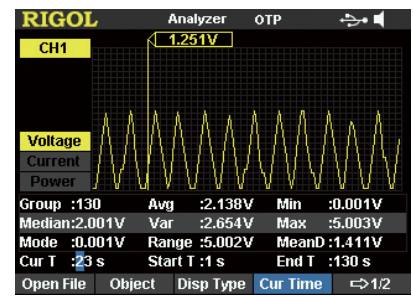 RIGOL Analyzer OTP
CH1 1.251V
Voltage
Current
Power
Group :130 Avg :2.138V Min :0.001V
Median:2.001V Var :2.654V Max :5.003V
Mode :0.001V Range :5.002V MeanD :1.411V
Cur T :23 s Start T :1 s End T :130 s
Open File Object Disp Type Cur Time ⇨1/2